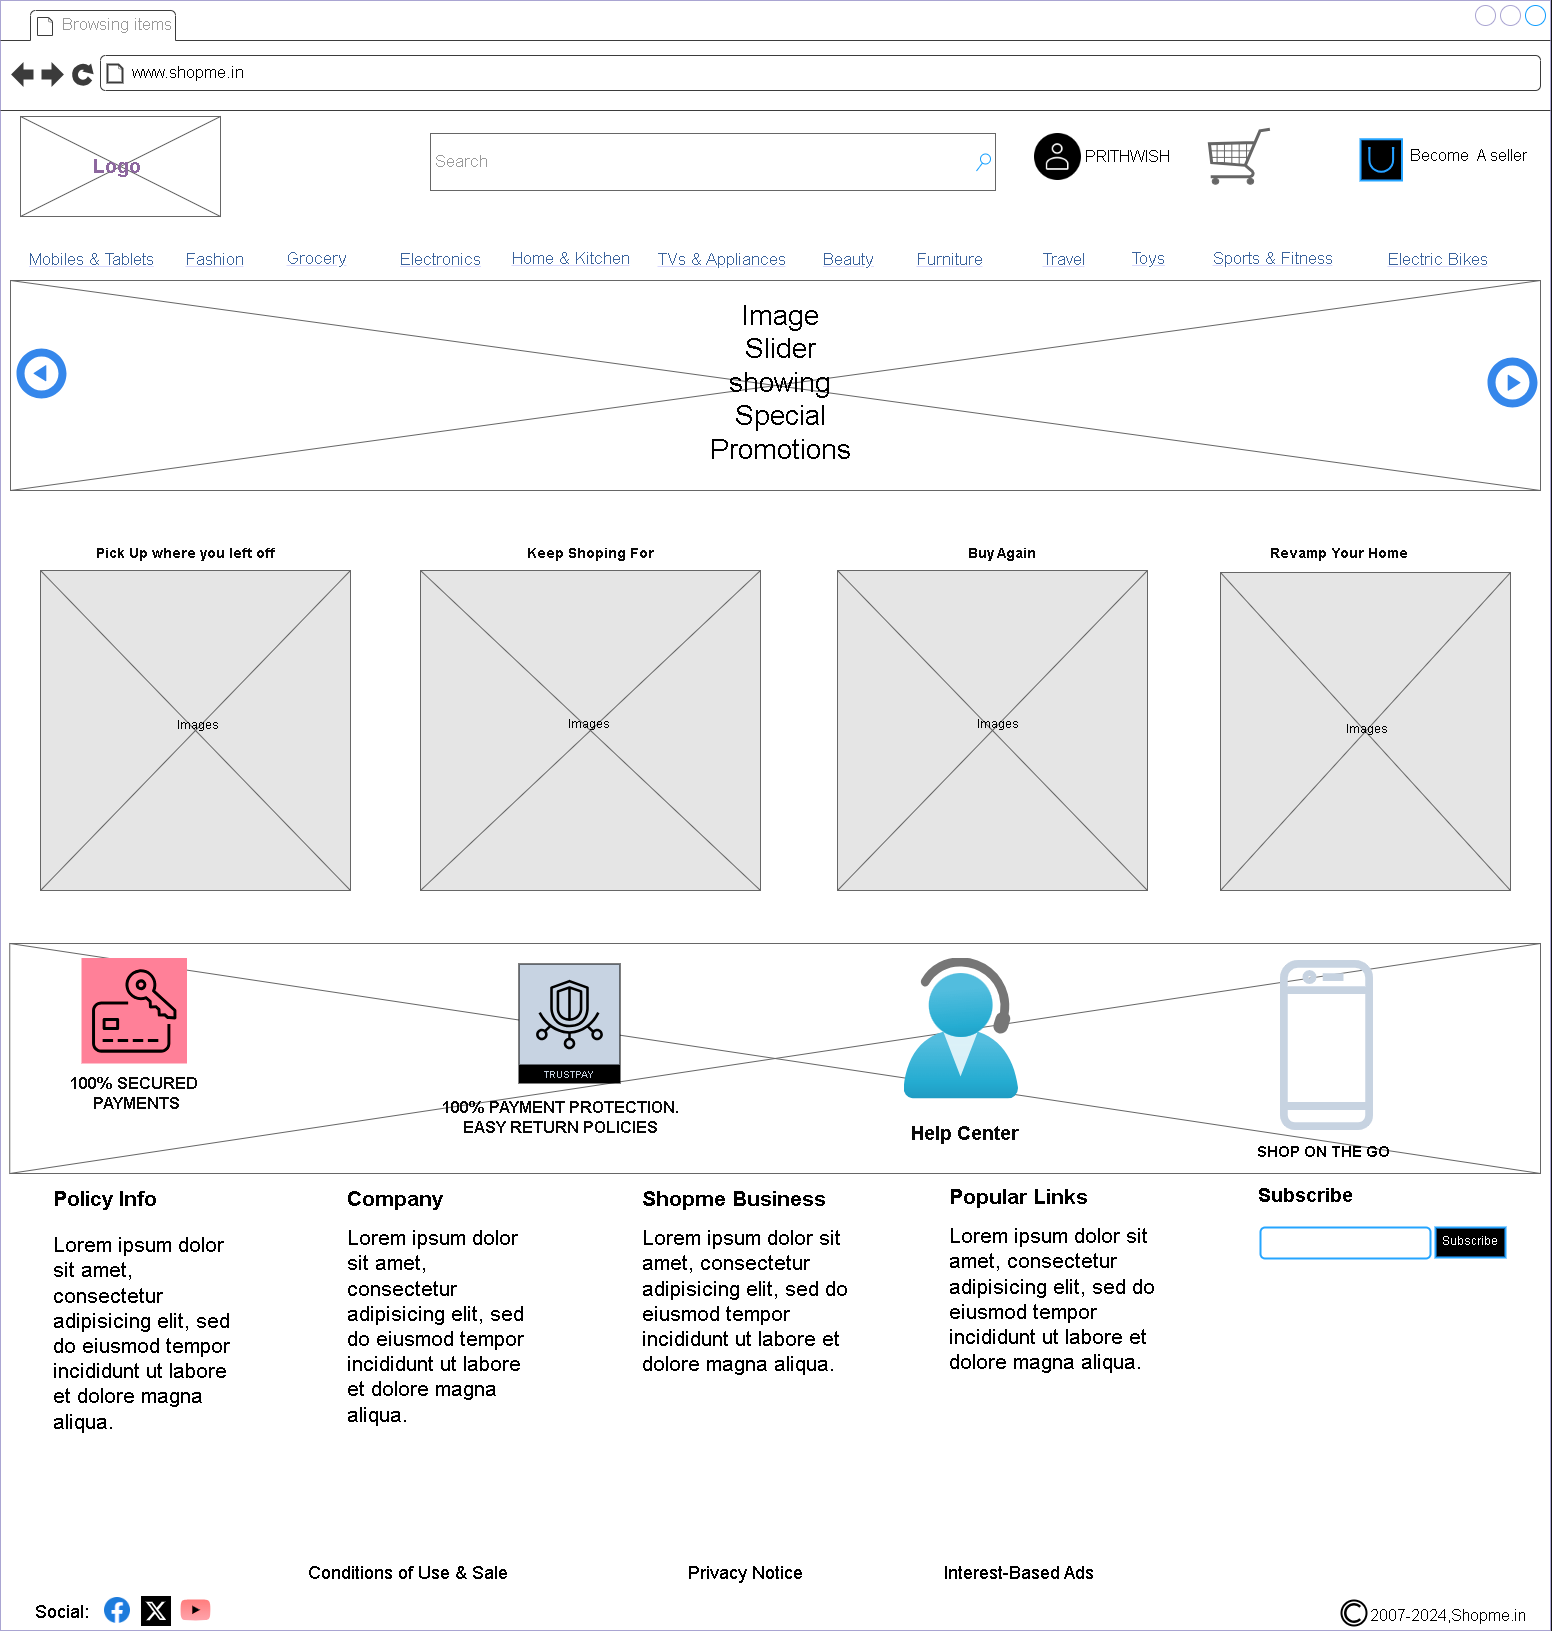 Browsing items
www.shopme.in
Logo
Search
PRITHWISH
Become A seller
Mobiles & Tablets
Fashion
Grocery
Electronics
Home & Kitchen
TVs & Appliances
Beauty
Furniture
Travel
Toys
Sports & Fitness
Electric Bikes
Image
Slider
showing
Special
Promotions
Pick Up where you left off
Keep Shoping For
Buy Again
Revamp Your Home
Images
Images
Images
Images
100% SECURED
PAYMENTS
TRUSTPAY
100% PAYMENT PROTECTION.
EASY RETURN POLICIES
Help Center
SHOP ON THE GO
Policy Info
Lorem ipsum dolor
sit amet,
consectetur
adipisicing elit, sed
do eiusmod tempor
incididunt ut labore
et dolore magna
aliqua.
Company
Lorem ipsum dolor
sit amet,
consectetur
adipisicing elit, sed
do eiusmod tempor
incididunt ut labore
et dolore magna
aliqua.
Shopme Business
Lorem ipsum dolor sit
amet, consectetur
adipisicing elit, sed do
eiusmod tempor
incididunt ut labore et
dolore magna aliqua.
Popular Links
Lorem ipsum dolor sit
amet, consectetur
adipisicing elit, sed do
eiusmod tempor
incididunt ut labore et
dolore magna aliqua.
Subscribe
Subscribe
Conditions of Use & Sale
Privacy Notice
Interest-Based Ads
Social:
© 2007-2024,Shopme.in